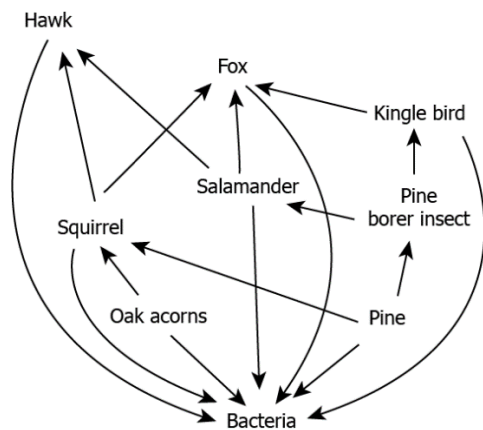 Hawk
Fox
Kingle bird
Salamander
Pine
borer insect
Squirrel
Oak acorns
Pine
Bacteria